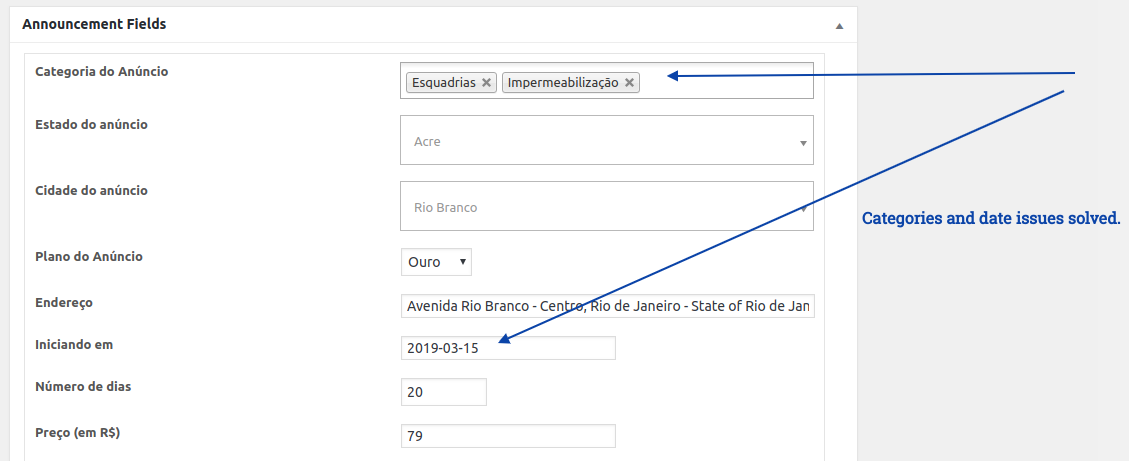 Announcement Fields
Categoria do Anúncio
Esquadrias Impermeabilização
Estado do anúncio
Acre
Cidade do anúncio
Rio Branco
Categories and date issues solved.
Plano do Anúncio
Ouro
Endereço
Avenida Rio Branco - Centro, Rio de Janeiro - State of Rio de Jan
Iniciando em
2019-03-15
Número de dias
20
Preço (em R$)
79